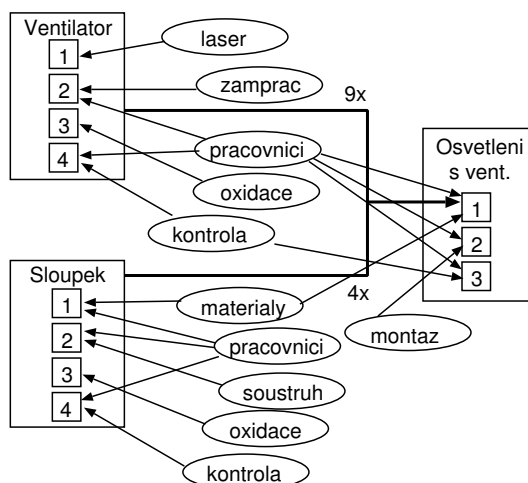 Ventilator
1
2
3
4
laser
zamprac
9x
pracovnici
oxidace
kontrola
Osvetleni
s vent.
1
2
3
Sloupek
1
2
3
4
materialy
4x
pracovnici
montaz
soustruh
oxidace
kontrola